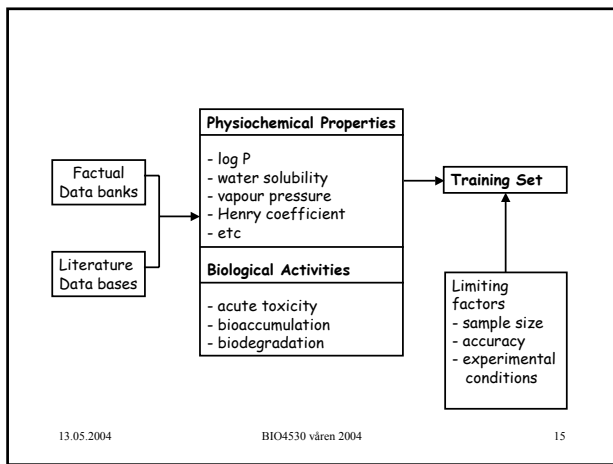 Factual
Data banks
Literature
Data bases
Physiochemical Properties
- log P
- water solubility
- vapour pressure
- Henry coefficient
- etc
Biological Activities
- acute toxicity
- bioaccumulation
- biodegradation
Training Set
Limiting
factors
- sample size
- accuracy
- experimental
conditions
13.05.2004
BIO4530 våren 2004
15